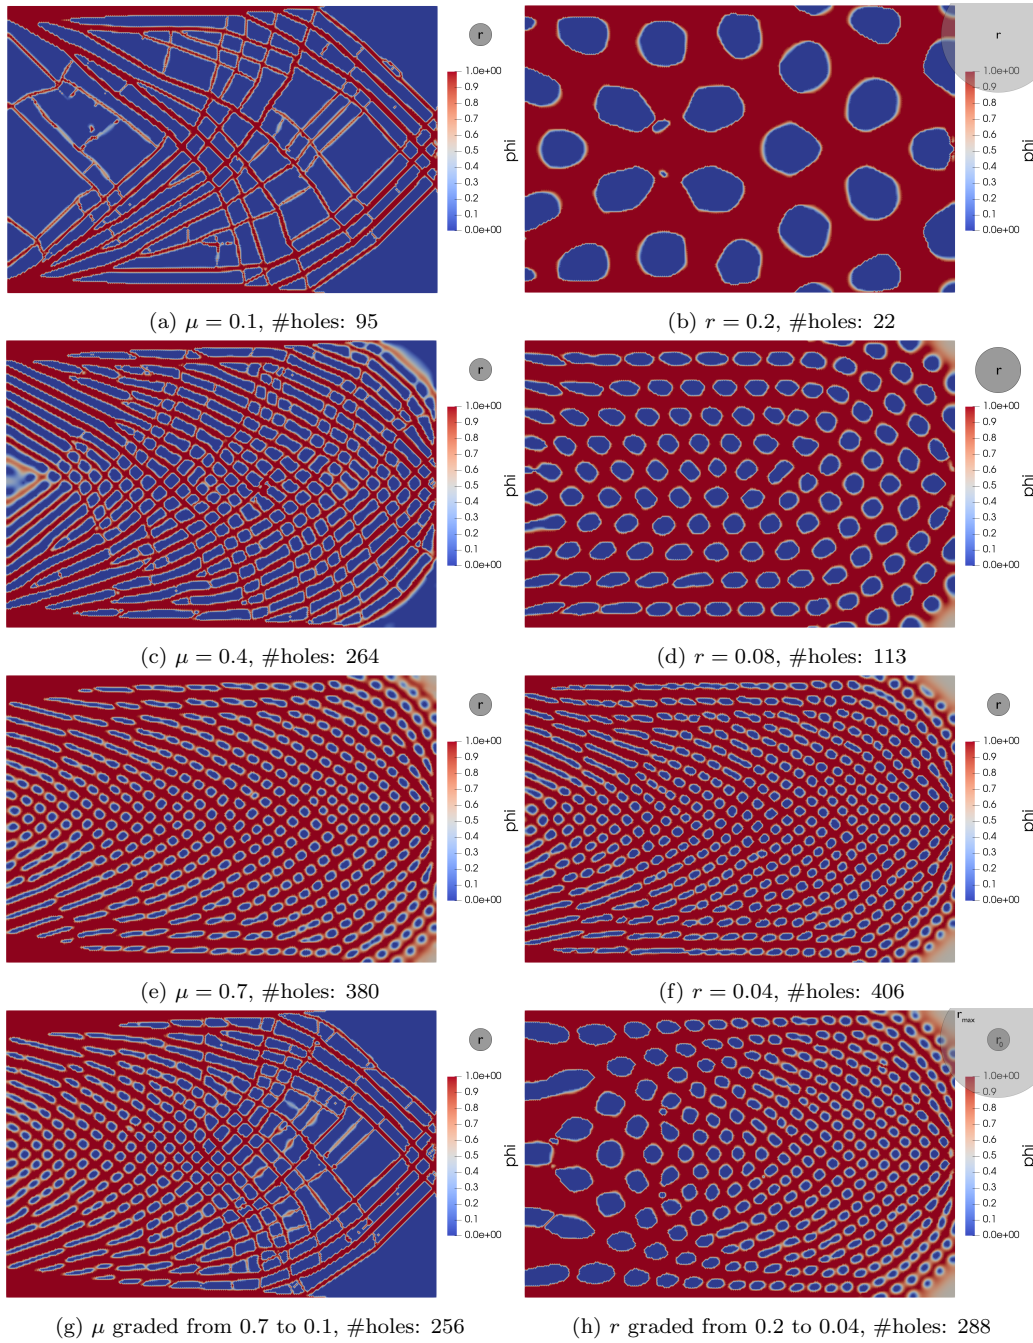 r
1.0e+00
0.9
0.8
0.7
0.6
0.5
0.4
0.3
0.2
0.1
0.0e+00
phi
(a) μ = 0.1, #holes: 95
r
1.0e+00
0.9
0.8
0.7
0.6
0.5
0.4
0.3
0.2
0.1
0.0e+00
phi
(b) r = 0.2, #holes: 22
r
1.0e+00
0.9
0.8
0.7
0.6
0.5
0.4
0.3
0.2
0.1
0.0e+00
phi
(c) μ = 0.4, #holes: 264
r
1.0e+00
0.9
0.8
0.7
0.6
0.5
0.4
0.3
0.2
0.1
0.0e+00
phi
(d) r = 0.08, #holes: 113
r
1.0e+00
0.9
0.8
0.7
0.6
0.5
0.4
0.3
0.2
0.1
0.0e+00
phi
(e) μ = 0.7, #holes: 380
r
1.0e+00
0.9
0.8
0.7
0.6
0.5
0.4
0.3
0.2
0.1
0.0e+00
phi
(f) r = 0.04, #holes: 406
r
1.0e+00
0.9
0.8
0.7
0.6
0.5
0.4
0.3
0.2
0.1
0.0e+00
phi
(g) μ graded from 0.7 to 0.1, #holes: 256
r_max
r_0
1.0e+00
0.9
0.8
0.7
0.6
0.5
0.4
0.3
0.2
0.1
0.0e+00
phi
(h) r graded from 0.2 to 0.04, #holes: 288